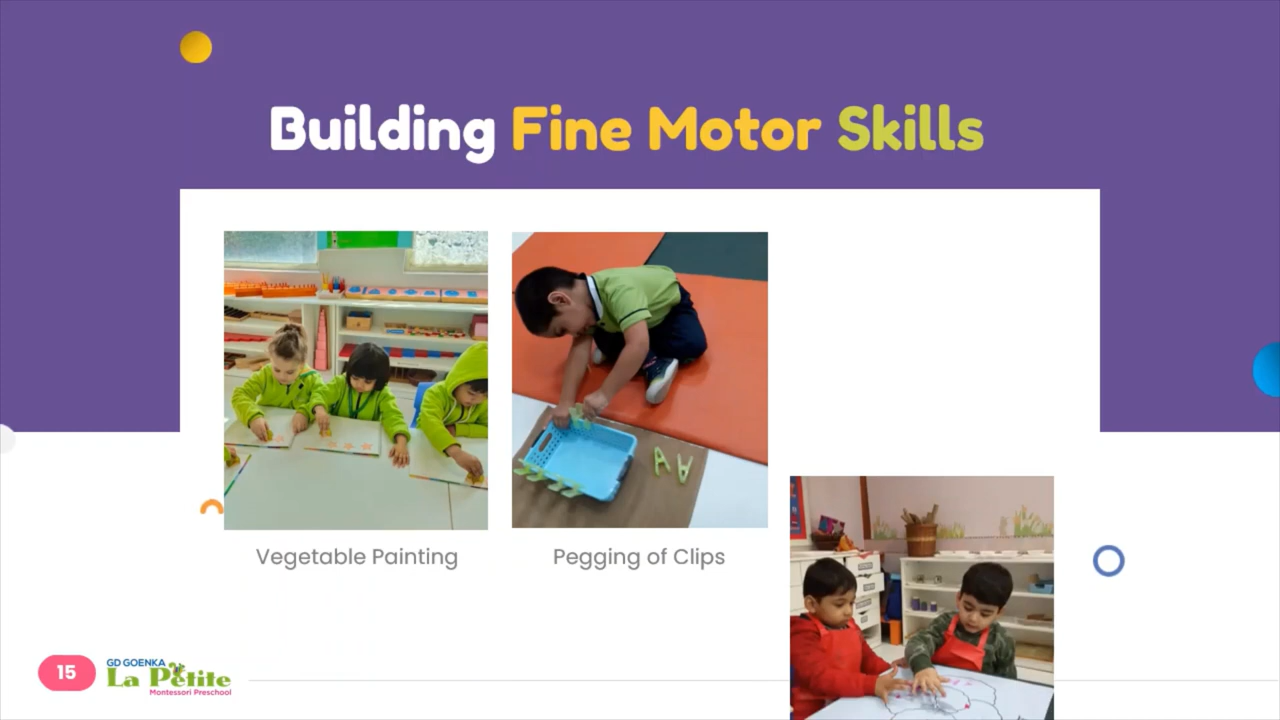 Building Fine Motor Skills
Vegetable Painting
Pegging of Clips
15
GD GOENKA
La Petite
Montessori Preschool